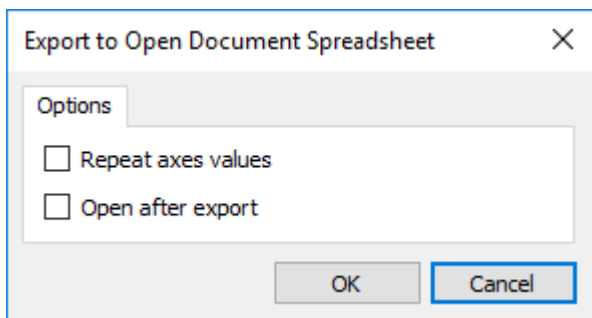 Export to Open Document Spreadsheet
Options
Repeat axes values
Open after export
OK Cancel